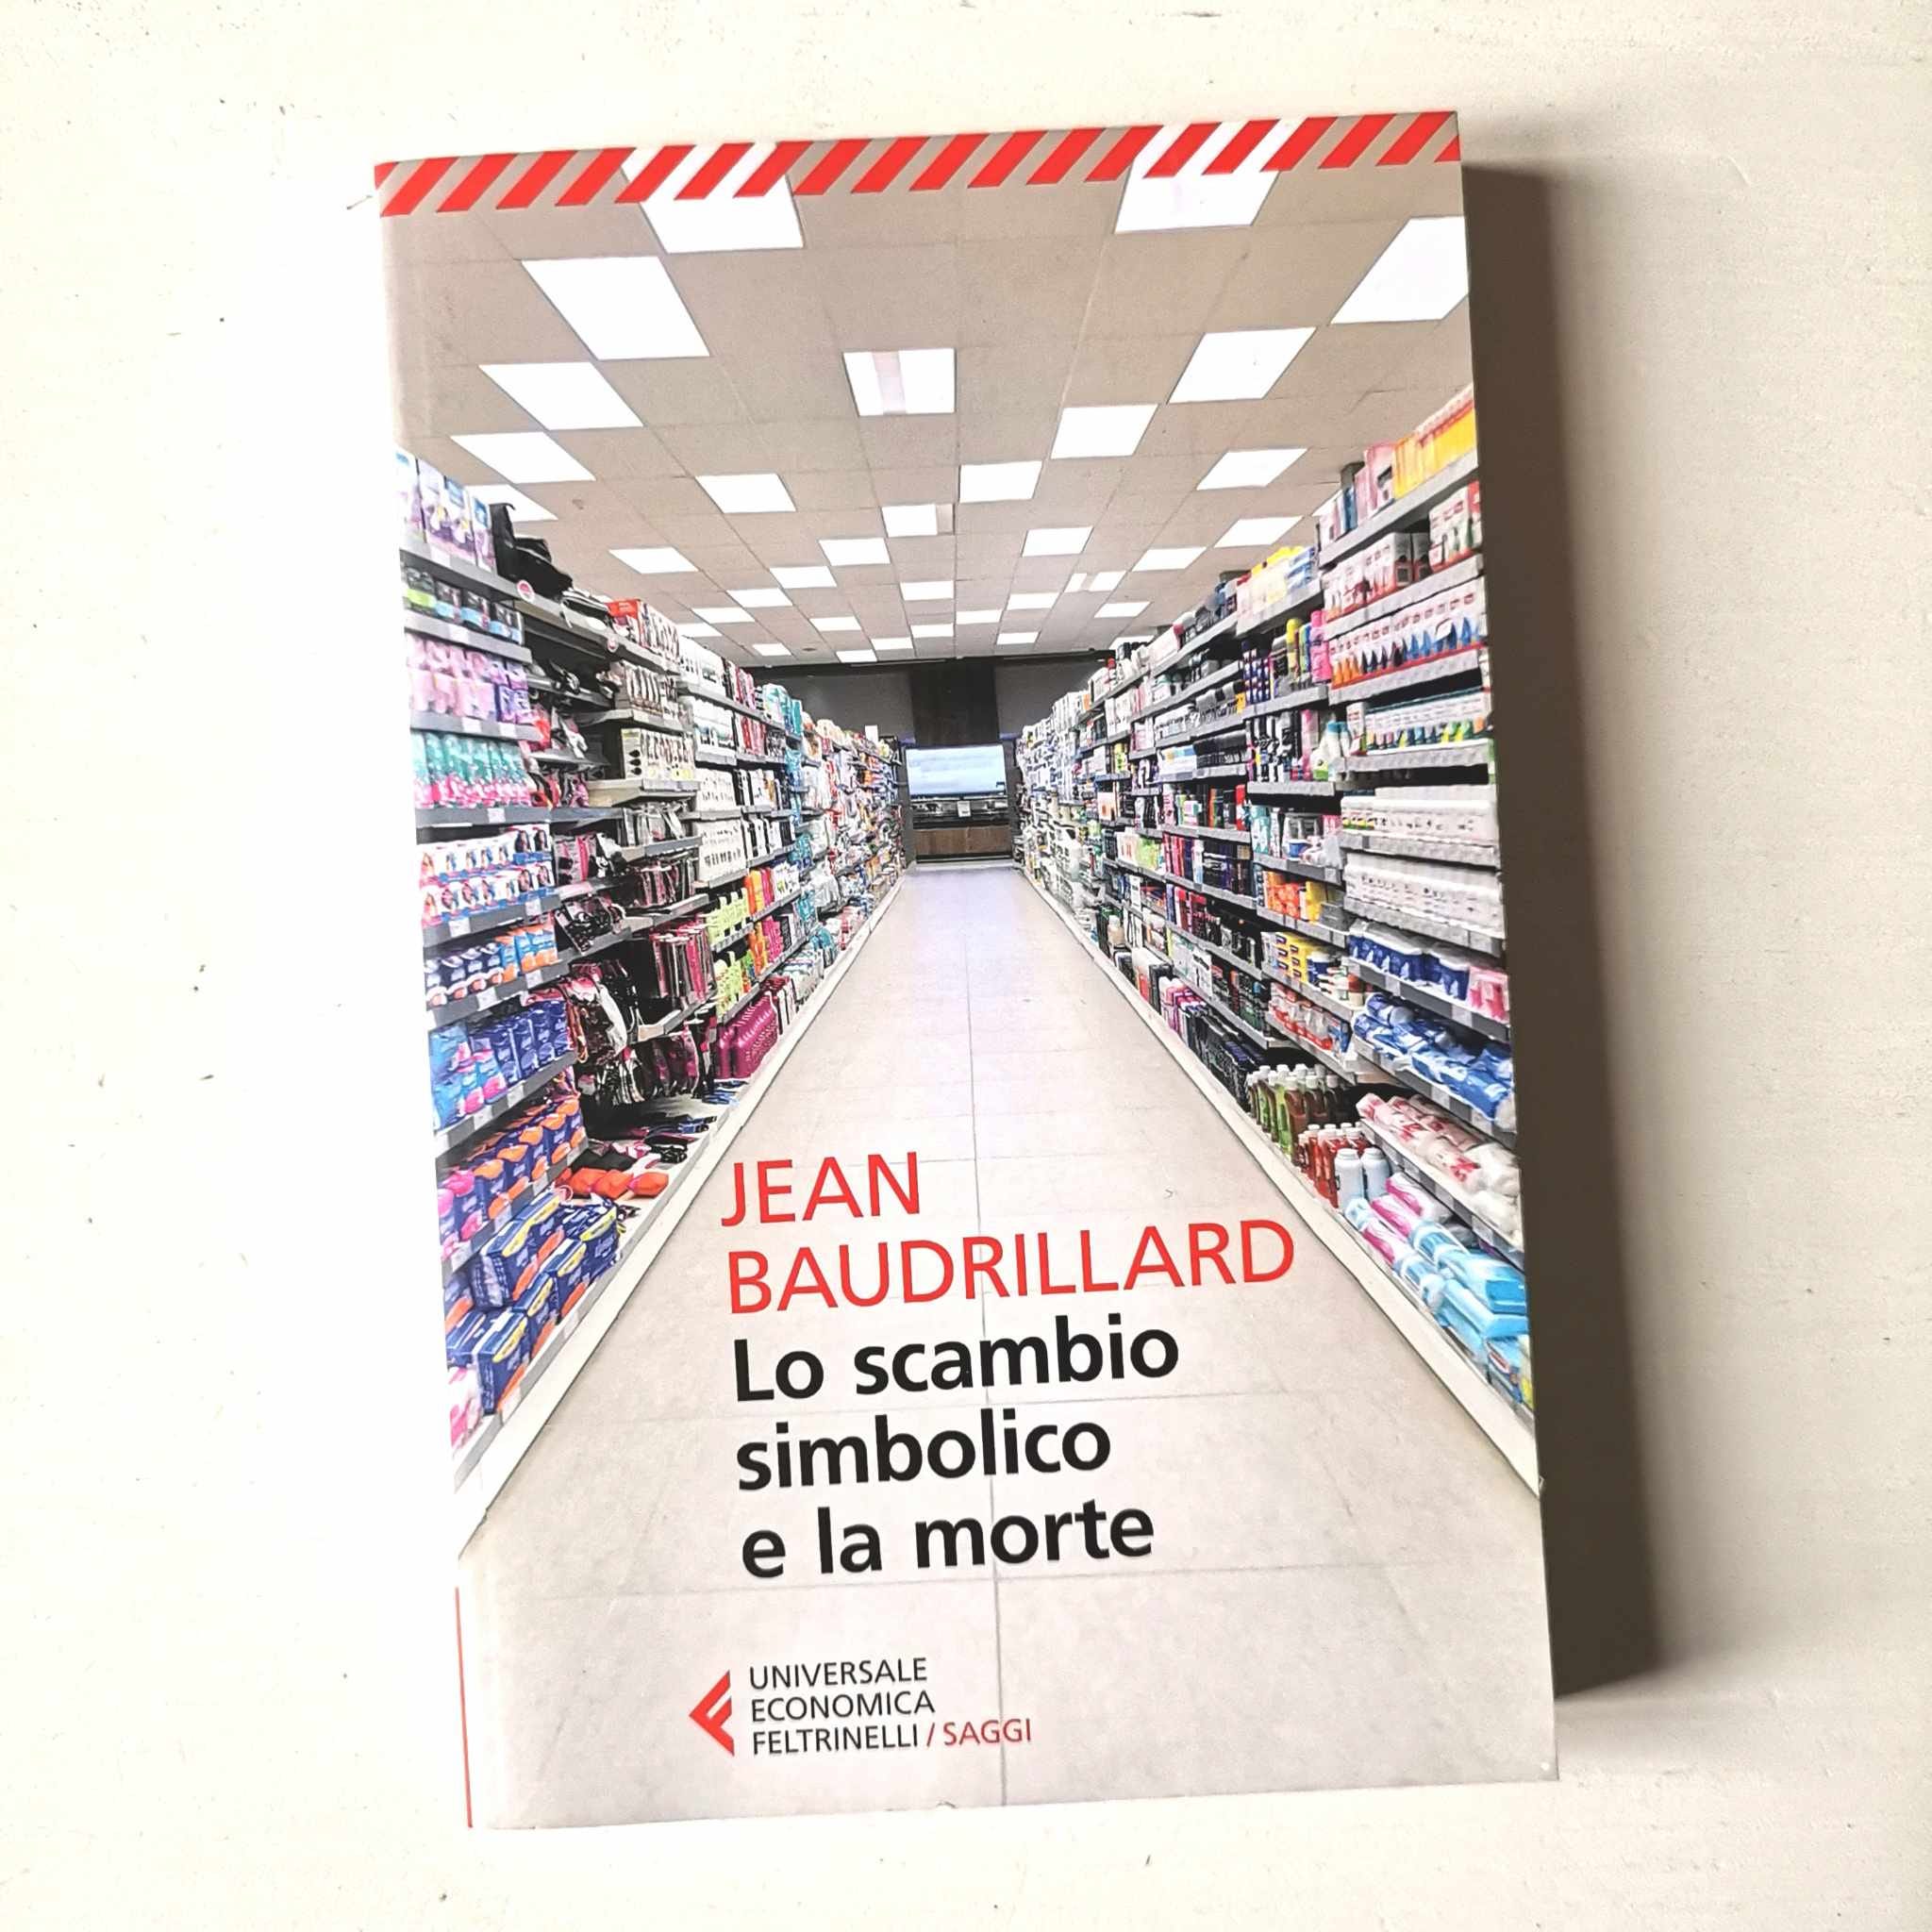 JEAN
BAUDRILLARD
Lo scambio
simbolico
e la morte
UNIVERSALE
ECONOMICA
FELTRINELLI / SAGGI